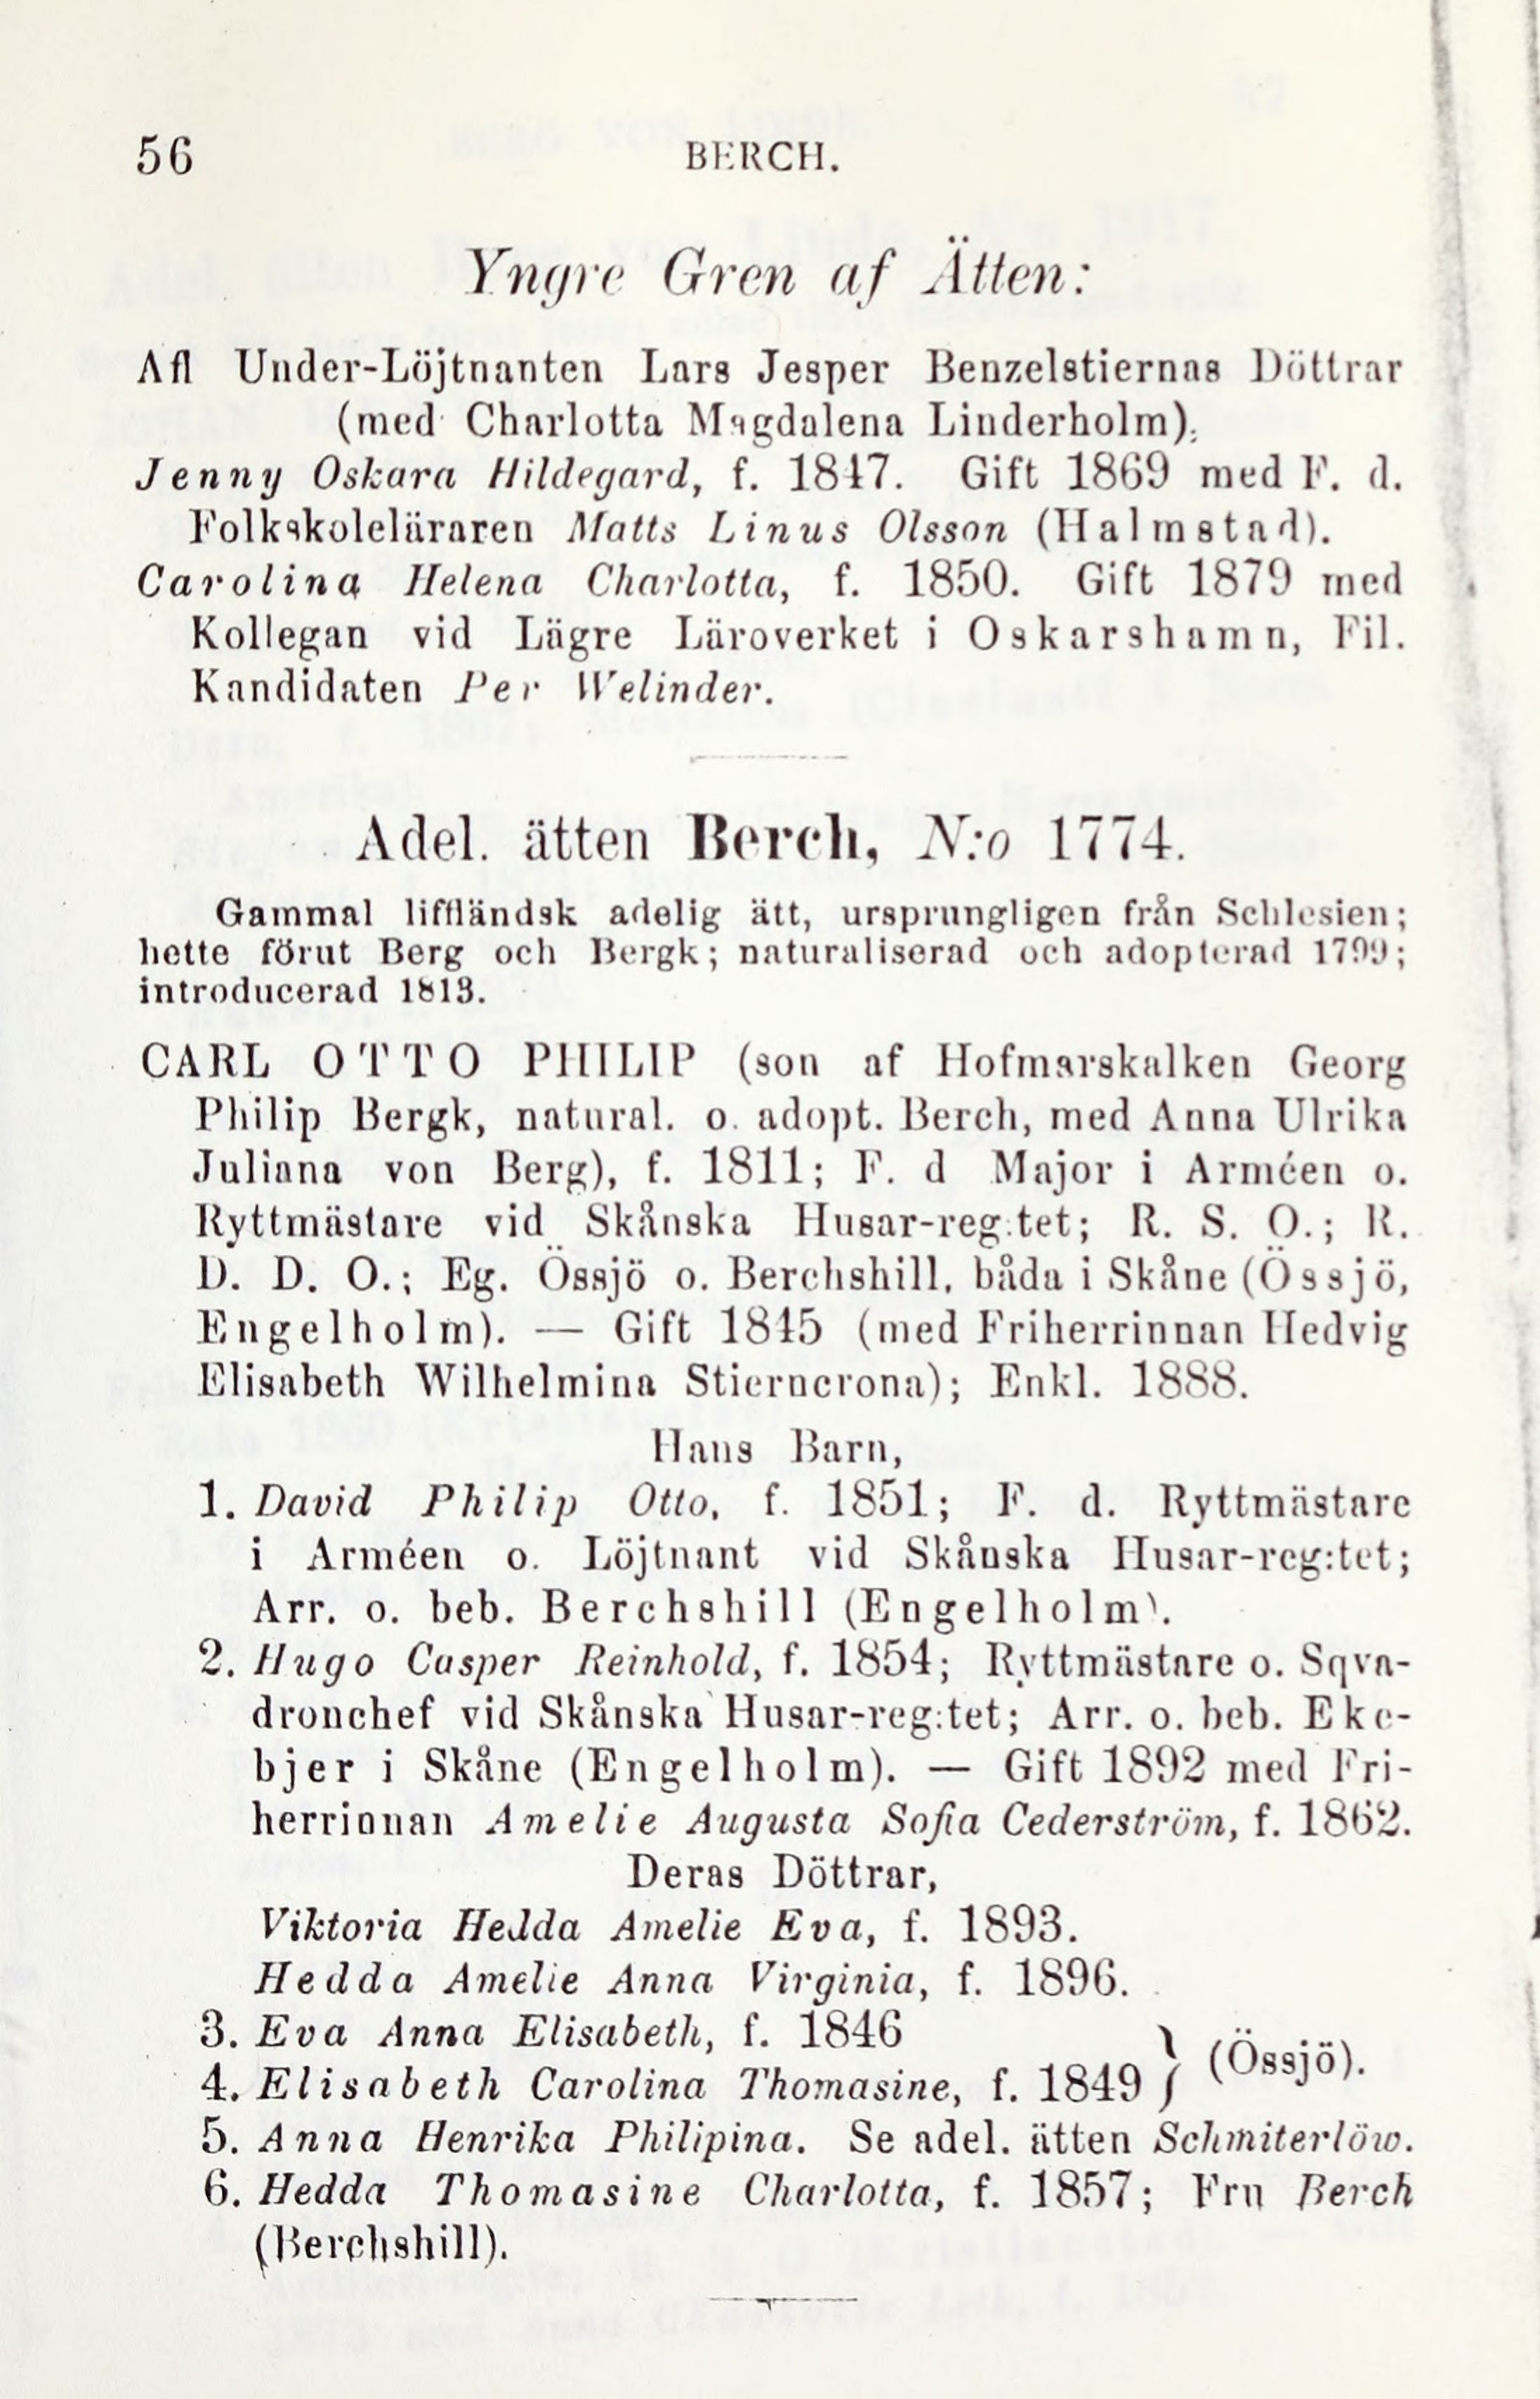 56 BERCH.
Yngre Gren af Ätten:
Afl Under-Löjtnanten Lars Jesper Benzelstiernas Döttrar
(med Charlotta Magdalena Linderholm).
Jenny Oskara Hildegard, f. 1847. Gift 1869 med F. d.
Folkskoleläraren Matts Linus Olsson (Halmstad).
Carolina Helena Charlotta, f. 1850. Gift 1879 med
Kollegan vid Lägre Läroverket i Oskarshamn, Fil.
Kandidaten Per Welinder.
Adel. ätten Berch, N:o 1774.
Gammal liffländsk adelig ätt, ursprungligen från Schlesien;
hette förut Berg och Bergk; naturaliserad och adopterad 1799;
introducerad 1813.
CARL OTTO PHILIP (son af Hofmarskalken Georg
Philip Bergk, natural. o. adopt. Berch, med Anna Ulrika
Juliana von Berg), f. 1811; F. d Major i Arméen o.
Ryttmästare vid Skånska Husar-reg:tet; R. S. O.; R.
D. D. O.; Eg. Össjö o. Berchshill, båda i Skåne (Össjö,
Engelholm). — Gift 1845 (med Friherrinnan Hedvig
Elisabeth Wilhelmina Stierncrona); Enkl. 1888.
Hans Barn,
1. David Philip Otto, f. 1851; F. d. Ryttmästare
i Arméen o. Löjtnant vid Skånska Husar-reg:tet;
Arr. o. beb. Berchshill (Engelholm).
2. Hugo Casper Reinhold, f. 1854; Ryttmästare o. Sqva-
dronchef vid Skånska Husar-reg:tet; Arr. o. beb. Eke-
bjer i Skåne (Engelholm). — Gift 1892 med Fri-
herrinnan Amelie Augusta Sofia Cederström, f. 1862.
Deras Döttrar,
Viktoria Hedda Amelie Eva, f. 1893.
Hedda Amelie Anna Virginia, f. 1896.
3. Eva Anna Elisabeth, f. 1846
4. Elisabeth Carolina Thomasine, f. 1849 } (Össjö).
5. Anna Henrika Philipina. Se adel. ätten Schmiterlöw.
6. Hedda Thomasine Charlotta, f. 1857; Fru Berch
(Berchshill).